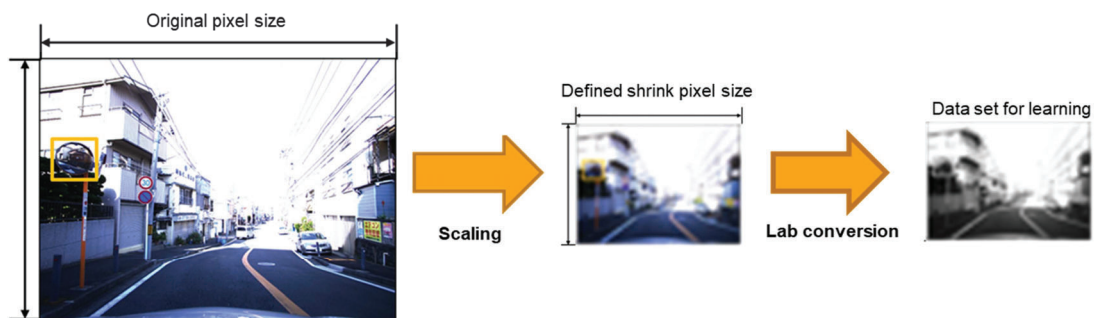 Original pixel size
Defined shrink pixel size
Data set for learning
Scaling
Lab conversion